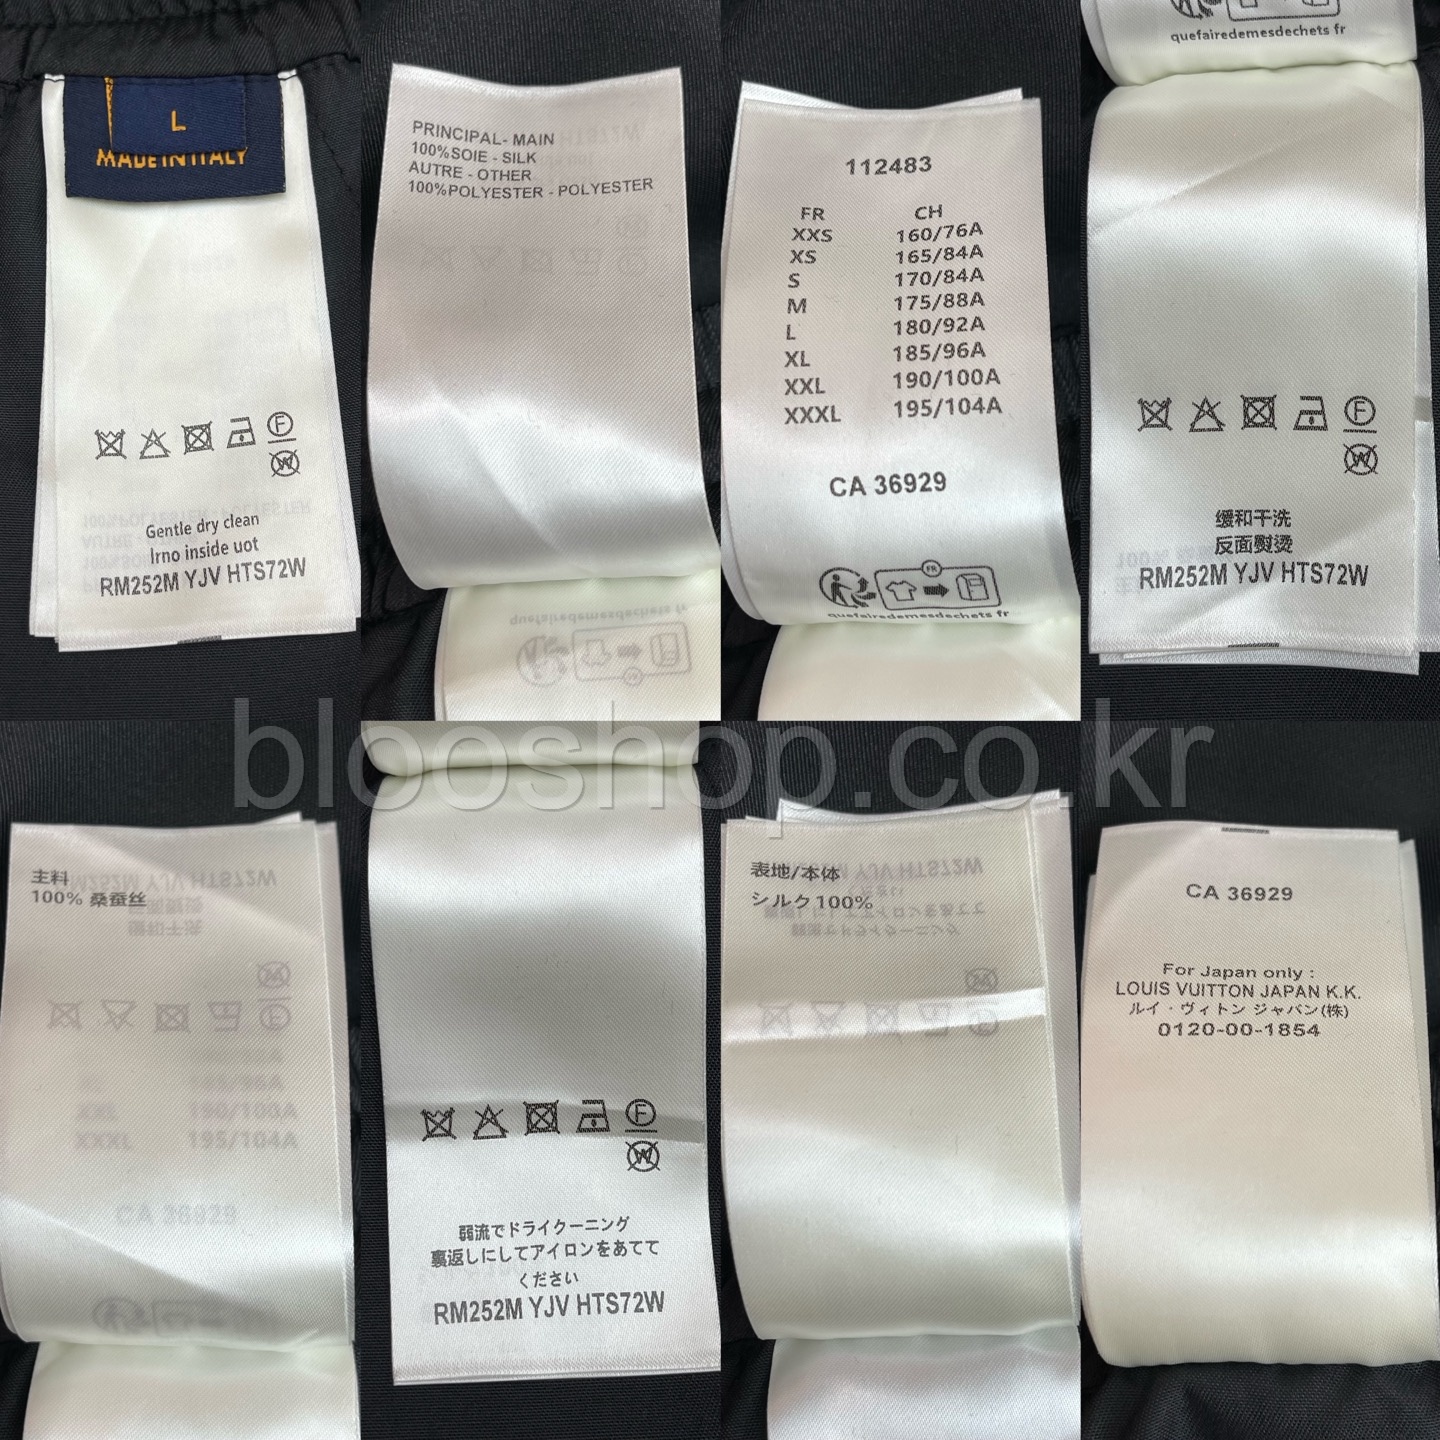 L
MADE IN ITALY
F
W
Gentle dry clean
Irno inside uot
RM252M YJV HTS72W
PRINCIPAL- MAIN
100%SOIE - SILK
AUTRE - OTHER
100%POLYESTER - POLYESTER
112483
FR CH
XXS 160/76A
XS 165/84A
S 170/84A
M 175/88A
L 180/92A
XL 185/96A
XXL 190/100A
XXXL 195/104A
CA 36929
FR
quefairedemesdechets fr
quefairedemesdechets fr
F
W
缓和干洗
反面熨烫
RM252M YJV HTS72W
blooshop.co.kr
主料
100% 桑蚕丝
F
W
弱流でドライクーニング
裏返しにしてアイロンをあてて
ください
RM252M YJV HTS72W
表地/本体
シルク100%
CA 36929
For Japan only :
LOUIS VUITTON JAPAN K.K.
ルイ・ヴィトン ジャパン(株)
0120-00-1854